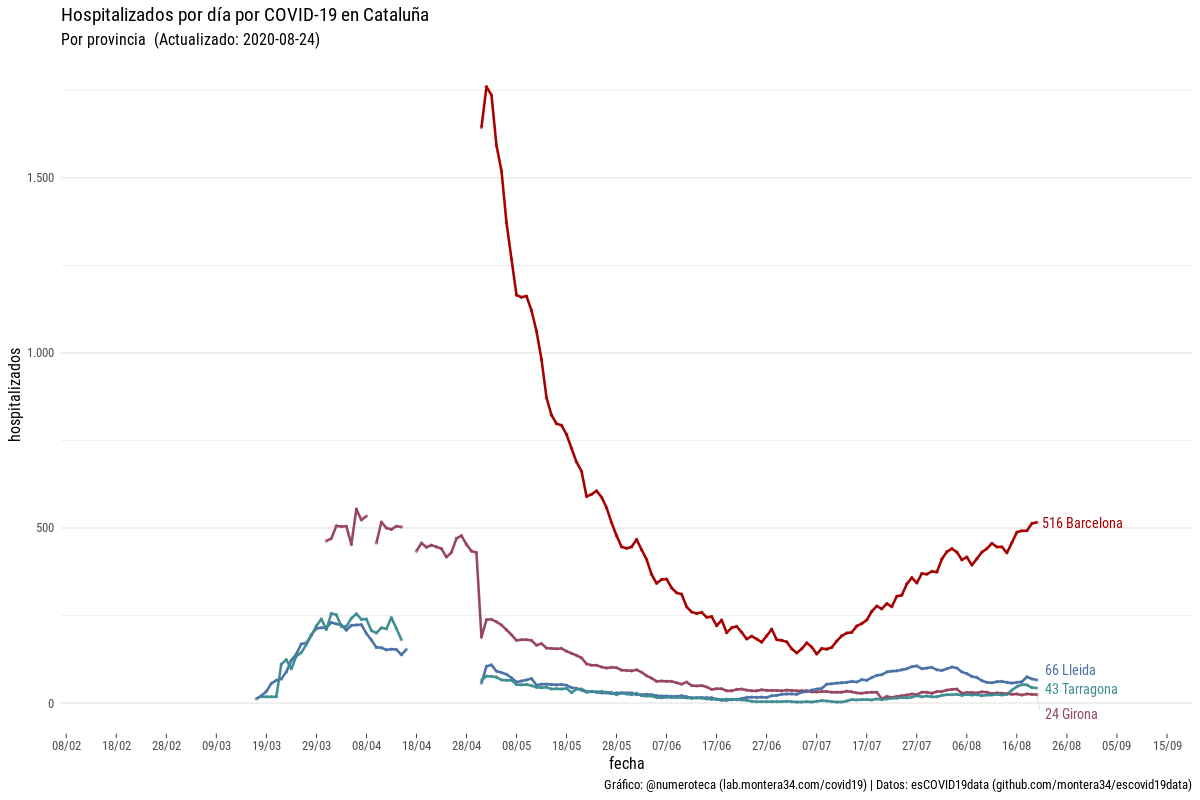 Hospitalizados por día por COVID-19 en Cataluña
Por provincia  (Actualizado: 2020-08-24)
hospitalizados
1.500
1.000
500
0
516 Barcelona
66 Lleida
43 Tarragona
24 Girona
08/02 18/02 28/02 09/03 19/03 29/03 08/04 18/04 28/04 08/05 18/05 28/05 07/06 17/06 27/06 07/07 17/07 27/07 06/08 16/08 26/08 05/09 15/09
fecha
Gráfico: @numeroteca (lab.montera34.com/covid19) | Datos: esCOVID19data (github.com/montera34/escovid19data)